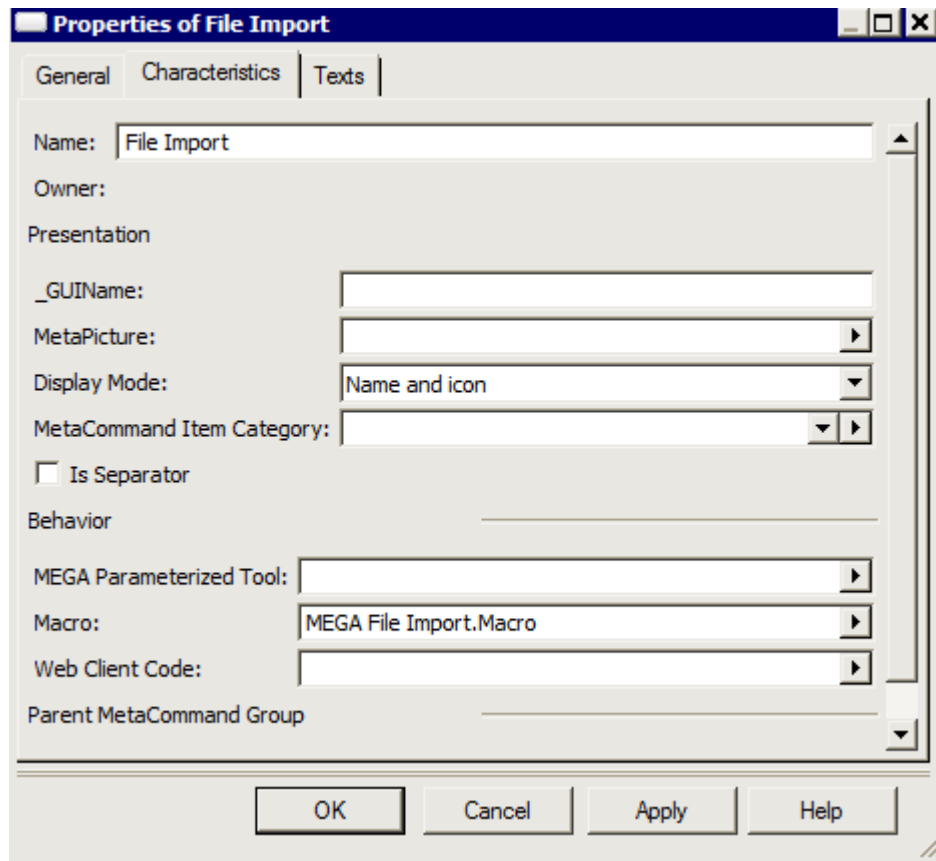 Properties of File Import
General Characteristics Texts
Name: File Import
Owner:
Presentation
_GUIName:
MetaPicture:
Display Mode: Name and icon
MetaCommand Item Category:
Is Separator
Behavior
MEGA Parameterized Tool:
Macro: MEGA File Import.Macro
Web Client Code:
Parent MetaCommand Group
OK Cancel Apply Help